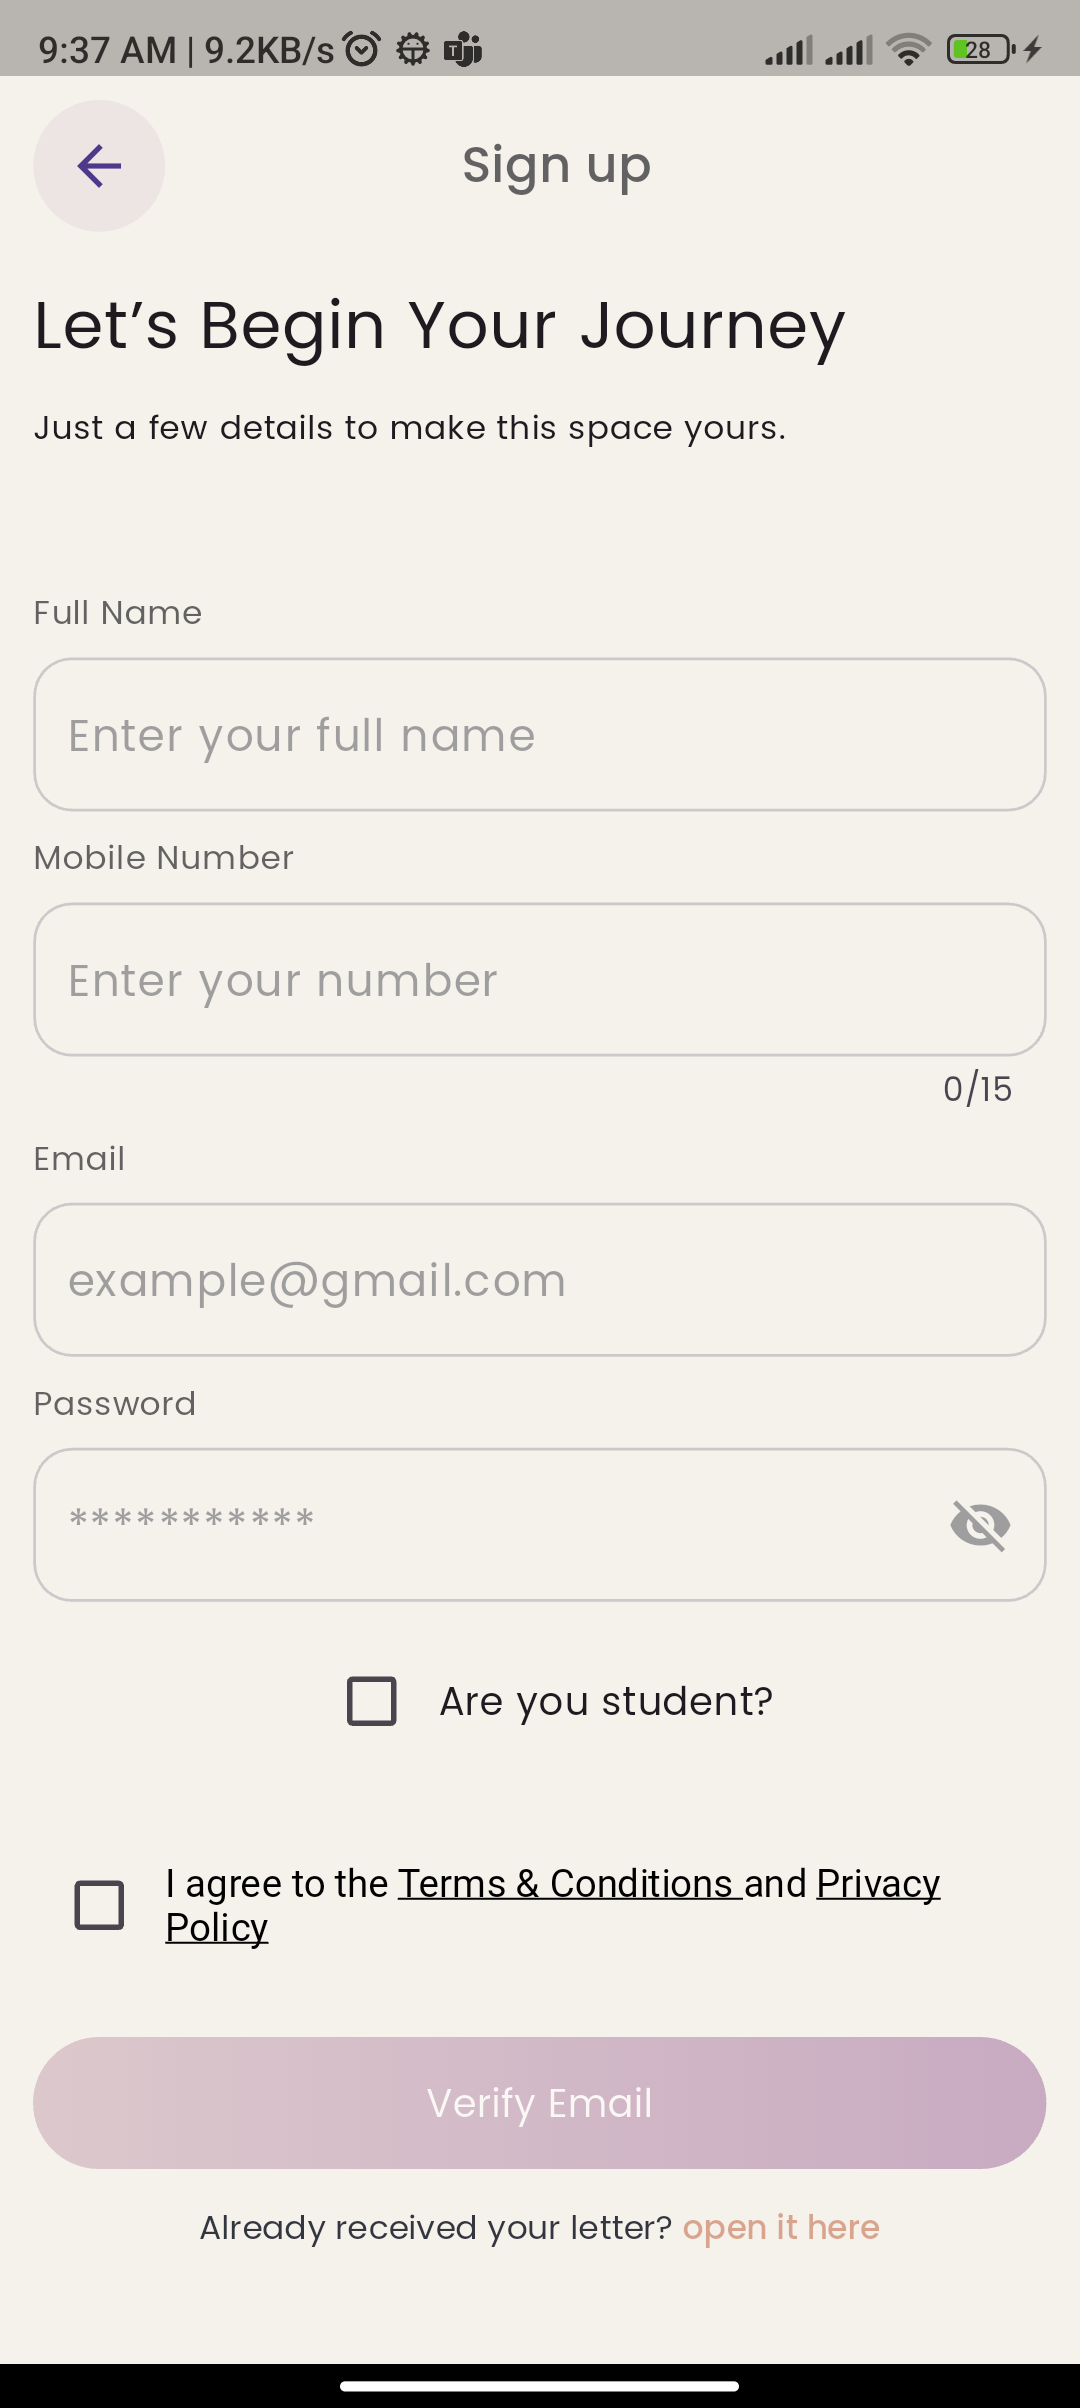 9:37 AM | 9.2KB/s
28
Sign up
Let’s Begin Your Journey
Just a few details to make this space yours.
Full Name
Enter your full name
Mobile Number
Enter your number
0/15
Email
example@gmail.com
Password
***********
Are you student?
I agree to the Terms & Conditions and Privacy
Policy
Verify Email
Already received your letter? open it here